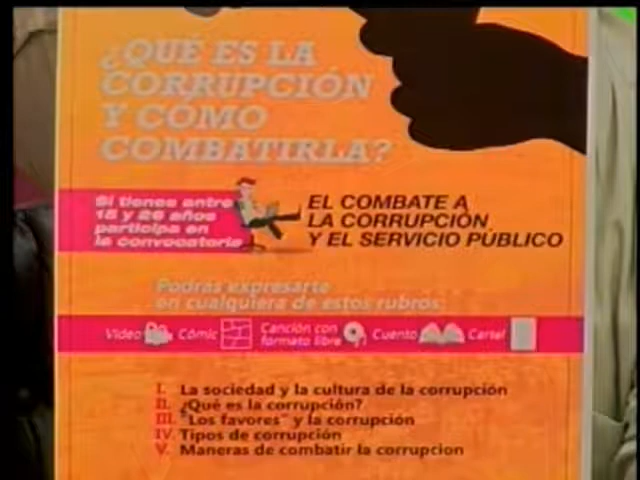 ¿QUÉ ES LA
CORRUPCIÓN
Y CÓMO
COMBATIRLA?
Si tienes entre
15 y 26 años
participa en
la convocatoria
EL COMBATE A
LA CORRUPCIÓN
Y EL SERVICIO PÚBLICO
Podrás expresarte
en cualquiera de estos rubros:
Video Cómic Canción con formato libre Cuento Cartel
I. La sociedad y la cultura de la corrupción
II. ¿Qué es la corrupción?
III. "Los favores" y la corrupción
IV. Tipos de corrupción
V. Maneras de combatir la corrupcion